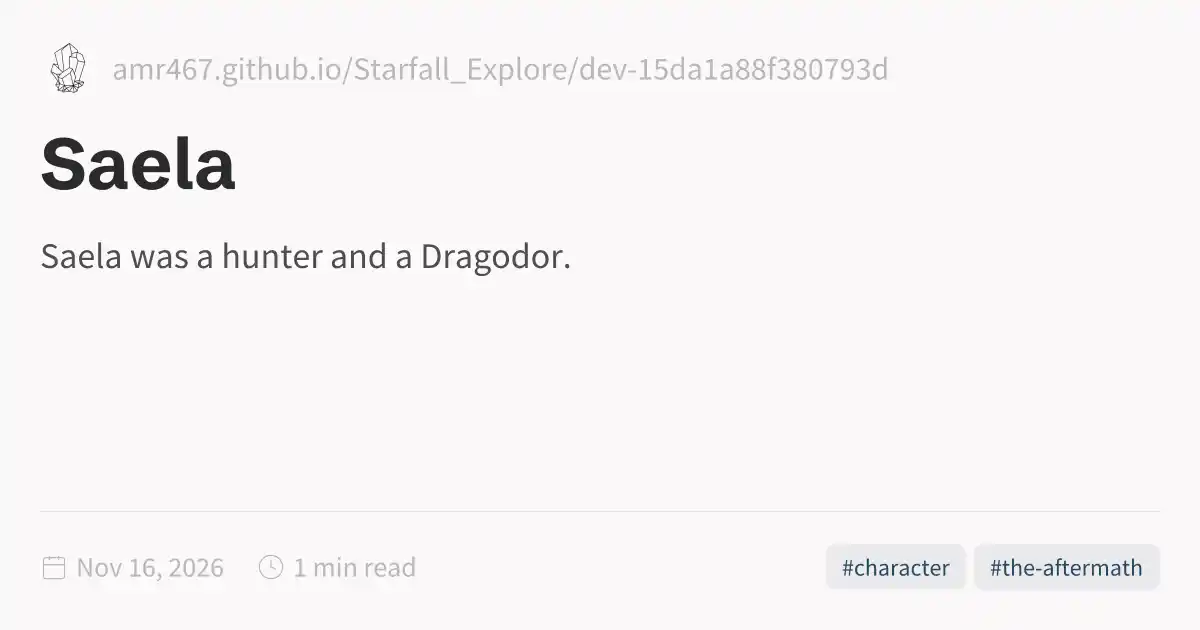 amr467.github.io/Starfall_Explore/dev-15da1a88f380793d
Saela
Saela was a hunter and a Dragodor.
Nov 16, 2026 1 min read #character #the-aftermath